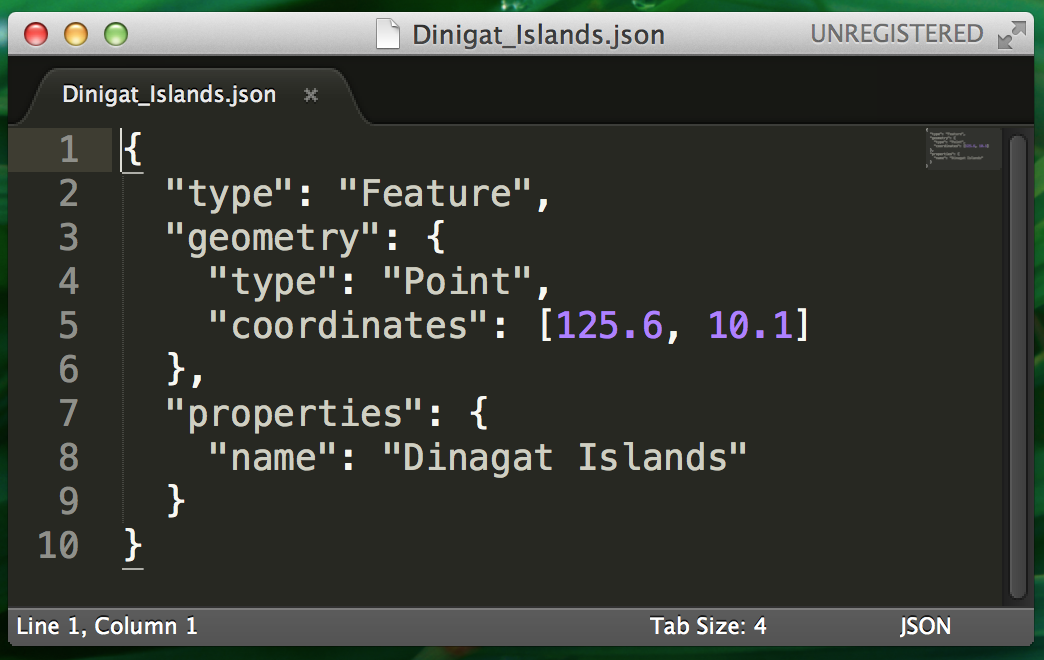 Dinigat_Islands.json UNREGISTERED
Dinigat_Islands.json ×
1 {
2   "type": "Feature",
3   "geometry": {
4     "type": "Point",
5     "coordinates": [125.6, 10.1]
6   },
7   "properties": {
8     "name": "Dinagat Islands"
9   }
10 }
Line 1, Column 1 Tab Size: 4 JSON